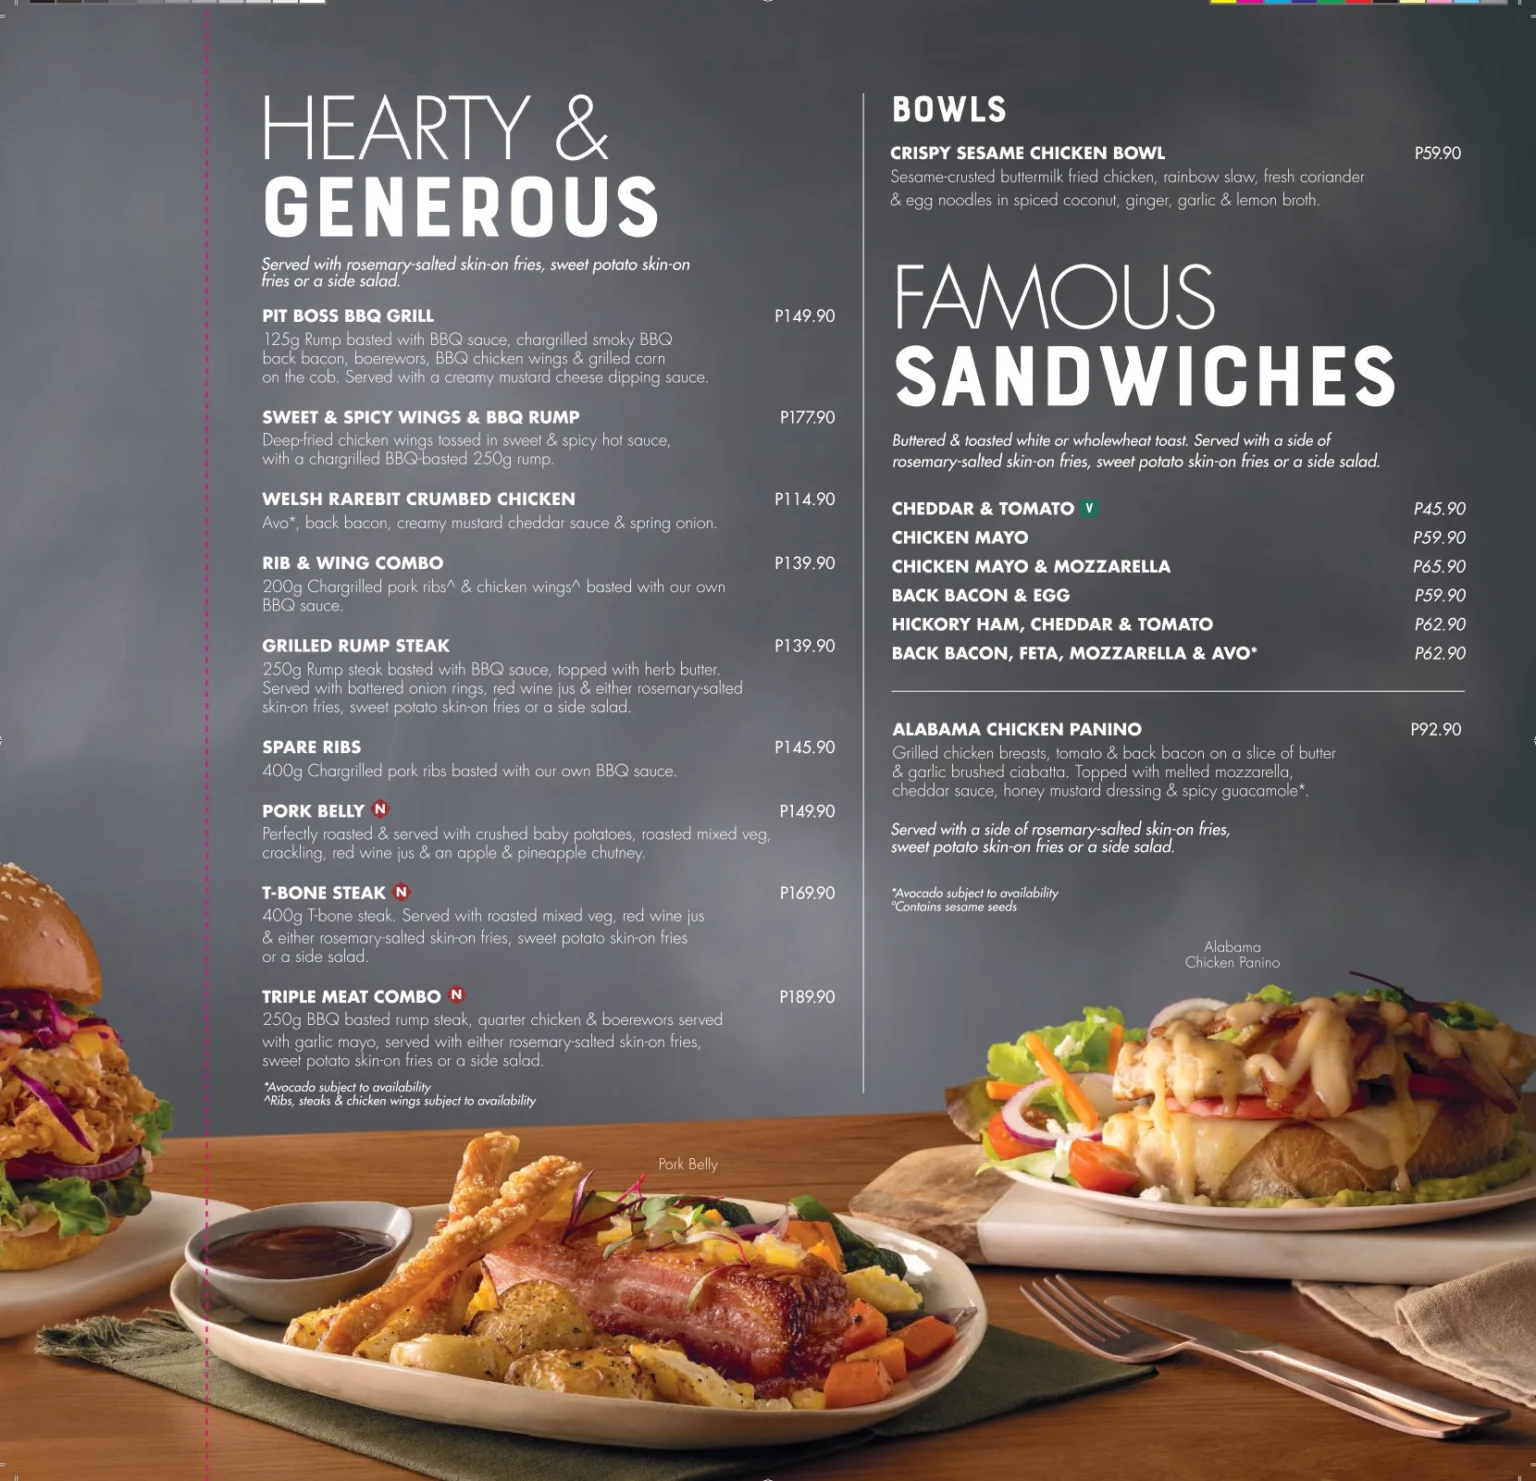 HEARTY &
GENEROUS
Served with rosemary-salted skin-on fries, sweet potato skin-on
fries or a side salad.
PIT BOSS BBQ GRILL P149.90
125g Rump basted with BBQ sauce, chargrilled smoky BBQ
back bacon, boerewors, BBQ chicken wings & grilled corn
on the cob. Served with a creamy mustard cheese dipping sauce.
SWEET & SPICY WINGS & BBQ RUMP P177.90
Deep-fried chicken wings tossed in sweet & spicy hot sauce,
with a chargrilled BBQ-basted 250g rump.
WELSH RAREBIT CRUMBED CHICKEN P114.90
Avo*, back bacon, creamy mustard cheddar sauce & spring onion.
RIB & WING COMBO P139.90
200g Chargrilled pork ribs^ & chicken wings^ basted with our own
BBQ sauce.
GRILLED RUMP STEAK P139.90
250g Rump steak basted with BBQ sauce, topped with herb butter.
Served with battered onion rings, red wine jus & either rosemary-salted
skin-on fries, sweet potato skin-on fries or a side salad.
SPARE RIBS P145.90
400g Chargrilled pork ribs basted with our own BBQ sauce.
PORK BELLY N P149.90
Perfectly roasted & served with crushed baby potatoes, roasted mixed veg,
crackling, red wine jus & an apple & pineapple chutney.
T-BONE STEAK N P169.90
400g T-bone steak. Served with roasted mixed veg, red wine jus
& either rosemary-salted skin-on fries, sweet potato skin-on fries
or a side salad.
TRIPLE MEAT COMBO N P189.90
250g BBQ basted rump steak, quarter chicken & boerewors served
with garlic mayo, served with either rosemary-salted skin-on fries,
sweet potato skin-on fries or a side salad.
*Avocado subject to availability
^Ribs, steaks & chicken wings subject to availability
Pork Belly
BOWLS
CRISPY SESAME CHICKEN BOWL P59.90
Sesame-crusted buttermilk fried chicken, rainbow slaw, fresh coriander
& egg noodles in spiced coconut, ginger, garlic & lemon broth.
FAMOUS
SANDWICHES
Buttered & toasted white or wholewheat toast. Served with a side of
rosemary-salted skin-on fries, sweet potato skin-on fries or a side salad.
CHEDDAR & TOMATO V P45.90
CHICKEN MAYO P59.90
CHICKEN MAYO & MOZZARELLA P65.90
BACK BACON & EGG P59.90
HICKORY HAM, CHEDDAR & TOMATO P62.90
BACK BACON, FETA, MOZZARELLA & AVO* P62.90
ALABAMA CHICKEN PANINO P92.90
Grilled chicken breasts, tomato & back bacon on a slice of butter
& garlic brushed ciabatta. Topped with melted mozzarella,
cheddar sauce, honey mustard dressing & spicy guacamole*.
Served with a side of rosemary-salted skin-on fries,
sweet potato skin-on fries or a side salad.
*Avocado subject to availability
°Contains sesame seeds
Alabama
Chicken Panino